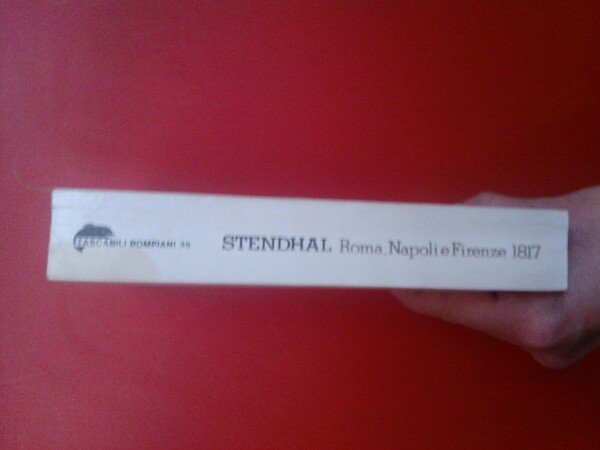 TASCABILI BOMPIANI 35
STENDHAL Roma, Napoli e Firenze 1817